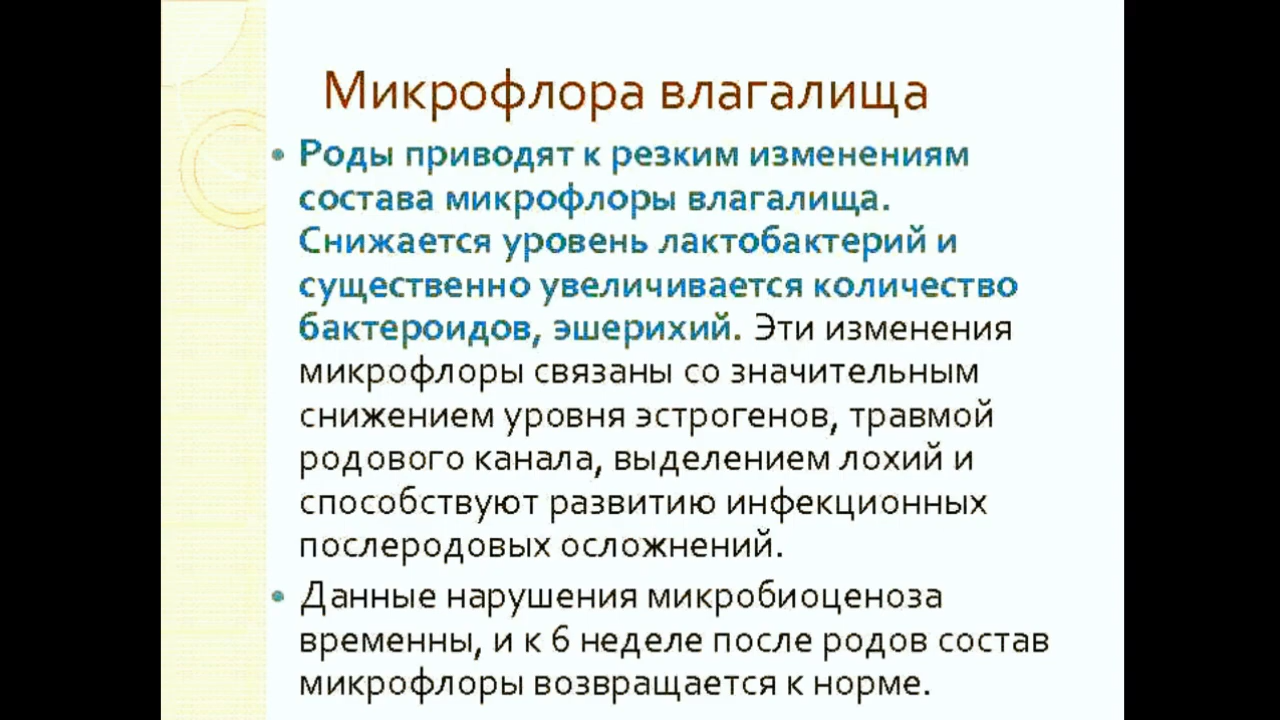 Микрофлора влагалища
• Роды приводят к резким изменениям
состава микрофлоры влагалища.
Снижается уровень лактобактерий и
существенно увеличивается количество
бактероидов, эшерихий. Эти изменения
микрофлоры связаны со значительным
снижением уровня эстрогенов, травмой
родового канала, выделением лохий и
способствуют развитию инфекционных
послеродовых осложнений.
• Данные нарушения микробиоценоза
временны, и к 6 неделе после родов состав
микрофлоры возвращается к норме.